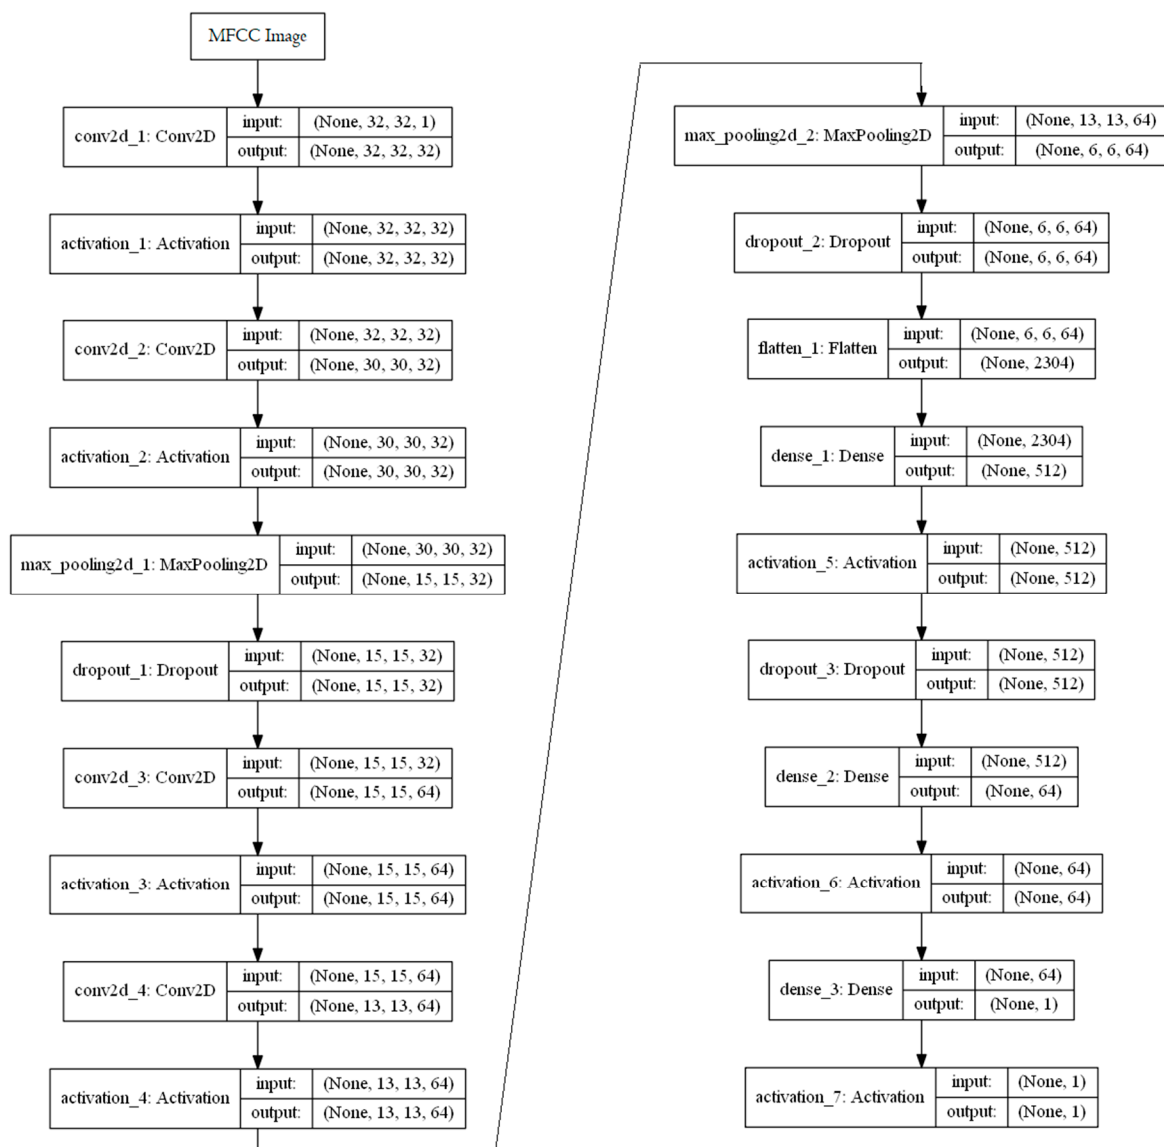 MFCC Image
conv2d_1: Conv2D
input: (None, 32, 32, 1)
output: (None, 32, 32, 32)
activation_1: Activation
input: (None, 32, 32, 32)
output: (None, 32, 32, 32)
conv2d_2: Conv2D
input: (None, 32, 32, 32)
output: (None, 30, 30, 32)
activation_2: Activation
input: (None, 30, 30, 32)
output: (None, 30, 30, 32)
max_pooling2d_1: MaxPooling2D
input: (None, 30, 30, 32)
output: (None, 15, 15, 32)
dropout_1: Dropout
input: (None, 15, 15, 32)
output: (None, 15, 15, 32)
conv2d_3: Conv2D
input: (None, 15, 15, 32)
output: (None, 15, 15, 64)
activation_3: Activation
input: (None, 15, 15, 64)
output: (None, 15, 15, 64)
conv2d_4: Conv2D
input: (None, 15, 15, 64)
output: (None, 13, 13, 64)
activation_4: Activation
input: (None, 13, 13, 64)
output: (None, 13, 13, 64)
max_pooling2d_2: MaxPooling2D
input: (None, 13, 13, 64)
output: (None, 6, 6, 64)
dropout_2: Dropout
input: (None, 6, 6, 64)
output: (None, 6, 6, 64)
flatten_1: Flatten
input: (None, 6, 6, 64)
output: (None, 2304)
dense_1: Dense
input: (None, 2304)
output: (None, 512)
activation_5: Activation
input: (None, 512)
output: (None, 512)
dropout_3: Dropout
input: (None, 512)
output: (None, 512)
dense_2: Dense
input: (None, 512)
output: (None, 64)
activation_6: Activation
input: (None, 64)
output: (None, 64)
dense_3: Dense
input: (None, 64)
output: (None, 1)
activation_7: Activation
input: (None, 1)
output: (None, 1)